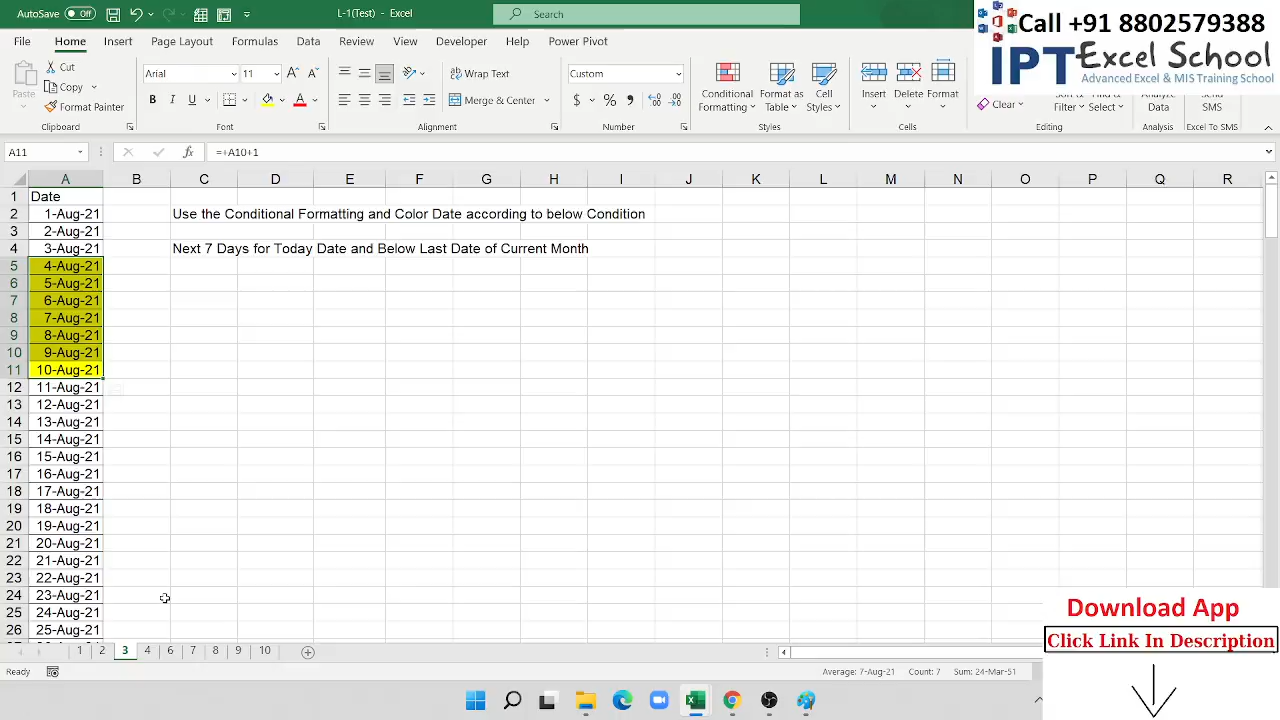 AutoSave Off L-1(Test) - Excel Search
Call +91 8802579388
IPT Excel School
Advanced Excel & MIS Training School
File Home Insert Page Layout Formulas Data Review View Developer Help Power Pivot
Paste Cut Copy Format Painter
Arial 11 Wrap Text Merge & Center Custom
Conditional Formatting Format as Table Cell Styles Insert Delete Format Clear Sort & Filter Find & Select Analyze Data Send SMS
Clipboard Font Alignment Number Styles Cells Editing Analysis Excel To SMS
A11 fx =+A10+1
A B C D E F G H I J K L M N O P Q R
1 Date
2 1-Aug-21 Use the Conditional Formatting and Color Date according to below Condition
3 2-Aug-21
4 3-Aug-21 Next 7 Days for Today Date and Below Last Date of Current Month
5 4-Aug-21
6 5-Aug-21
7 6-Aug-21
8 7-Aug-21
9 8-Aug-21
10 9-Aug-21
11 10-Aug-21
12 11-Aug-21
13 12-Aug-21
14 13-Aug-21
15 14-Aug-21
16 15-Aug-21
17 16-Aug-21
18 17-Aug-21
19 18-Aug-21
20 19-Aug-21
21 20-Aug-21
22 21-Aug-21
23 22-Aug-21
24 23-Aug-21
25 24-Aug-21
26 25-Aug-21
Download App
Click Link In Description
1 2 3 4 5 6 7 8 9 10
Ready Average: 7-Aug-21 Count: 7 Sum: 24-Mar-51